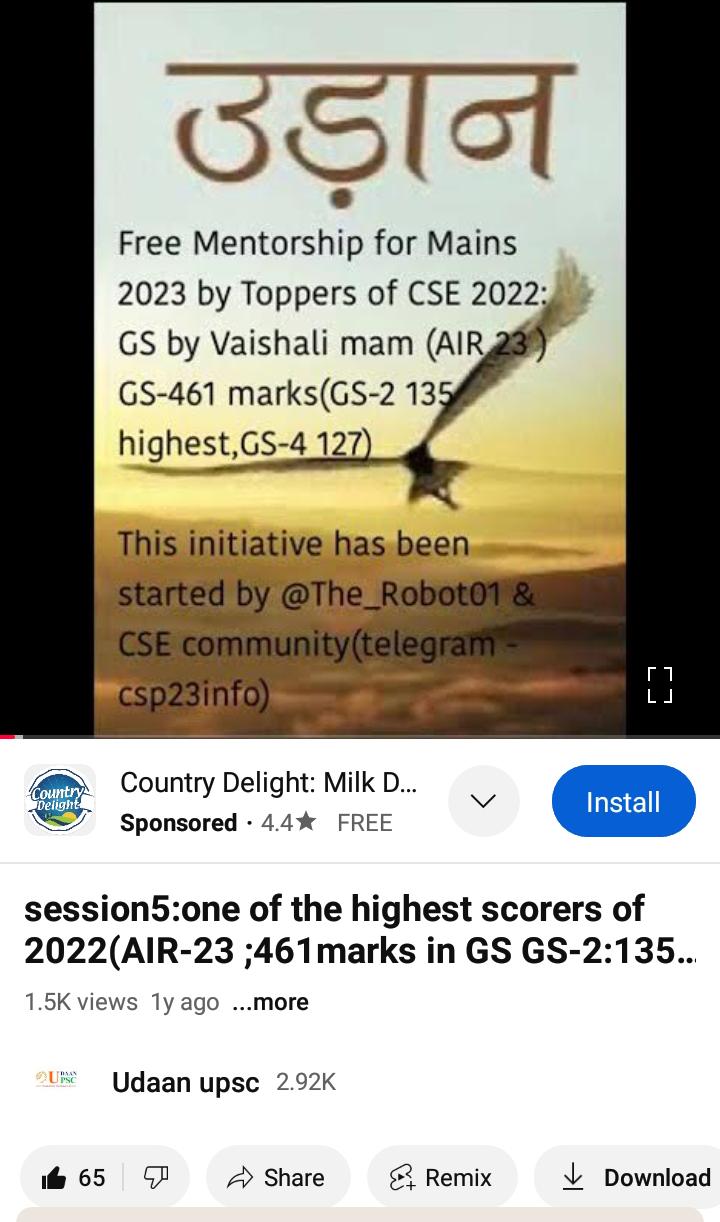 उड़ान
Free Mentorship for Mains
2023 by Toppers of CSE 2022:
GS by Vaishali mam (AIR 23 )
GS-461 marks(GS-2 135
highest,GS-4 127)
This initiative has been
started by @The_Robot01 &
CSE community(telegram -
csp23info)
Country Delight
Country Delight: Milk D...
Sponsored · 4.4★ FREE
Install
session5:one of the highest scorers of
2022(AIR-23 ;461marks in GS GS-2:135...
1.5K views 1y ago ...more
UDAAN
UPSC
Udaan upsc 2.92K
65 Share Remix Download